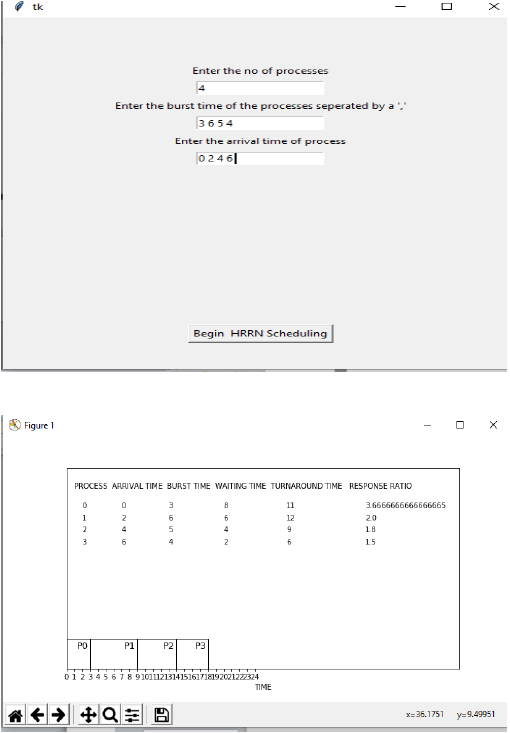 tk
Enter the no of processes
4
Enter the burst time of the processes seperated by a ','
3 6 5 4
Enter the arrival time of process
0 2 4 6
Begin HRRN Scheduling
Figure 1
PROCESS ARRIVAL TIME BURST TIME WAITING TIME TURNAROUND TIME RESPONSE RATIO
0 0 3 8 11 3.6666666666666665
1 2 6 6 12 2.0
2 4 5 4 9 1.8
3 6 4 2 6 1.5
P0 P1 P2 P3
0 1 2 3 4 5 6 7 8 9 10 11 12 13 14 15 16 17 18 19 20 21 22 23 24
TIME
x=36.1751 y=9.49951